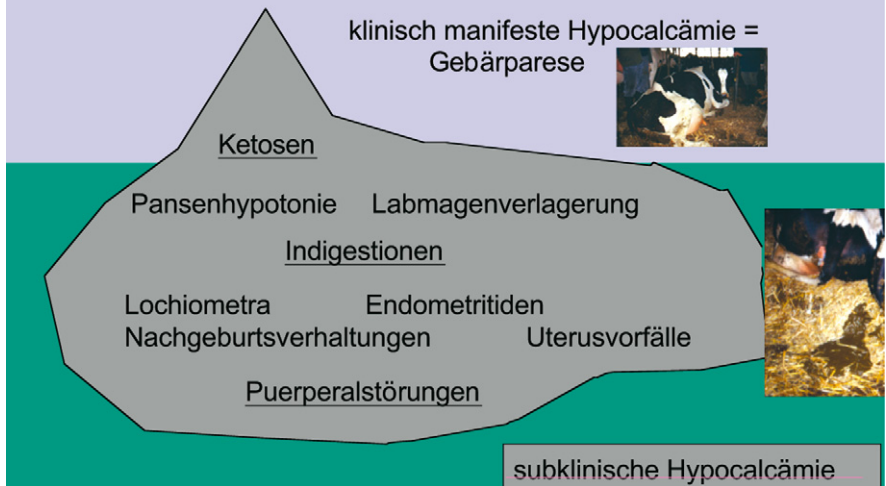 klinisch manifeste Hypocalcämie =
Gebärparese
Ketosen
Pansenhypotonie Labmagenverlagerung
Indigestionen
Lochiometra Endometritiden
Nachgeburtsverhaltungen Uterusvorfälle
Puerperalstörungen
subklinische Hypocalcämie